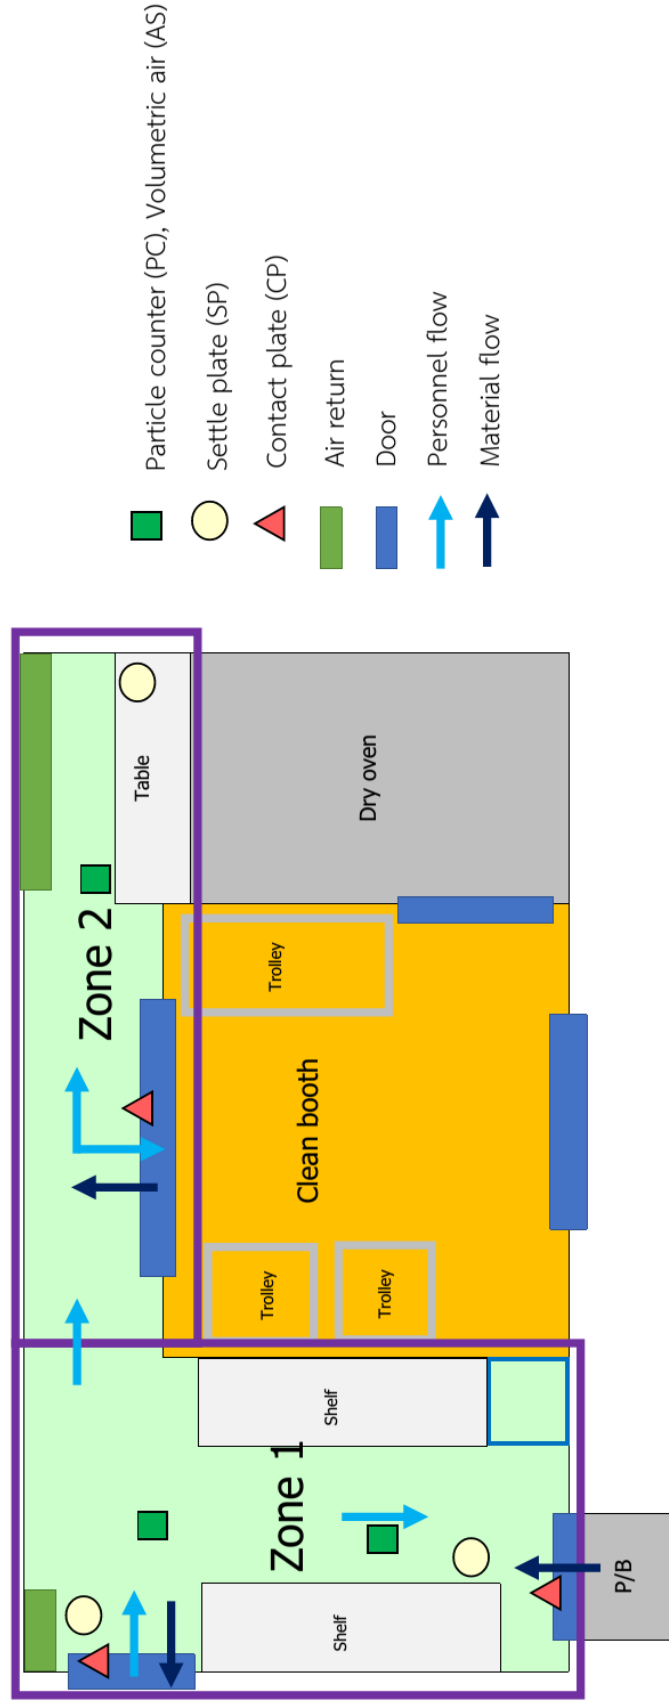 Particle counter (PC), Volumetric air (AS)
Settle plate (SP)
Contact plate (CP)
Air return
Door
Personnel flow
Material flow
Zone 2
Table
Dry oven
Trolley
Clean booth
Trolley
Trolley
Zone 1
Shelf
Shelf
P/B